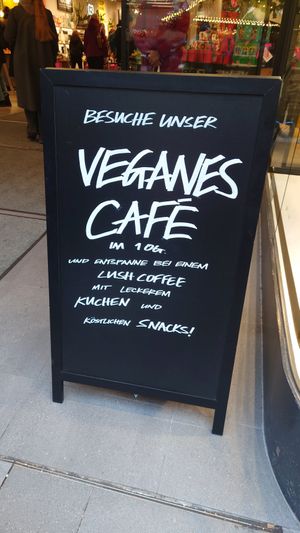 BESUCHE UNSER
VEGANES
CAFÉ
IM 1 OG.
UND ENTSPANNE BEI EINEM
LUSH COFFEE
MIT LECKEREM
KUCHEN UND
KÖSTLICHEN SNACKS!